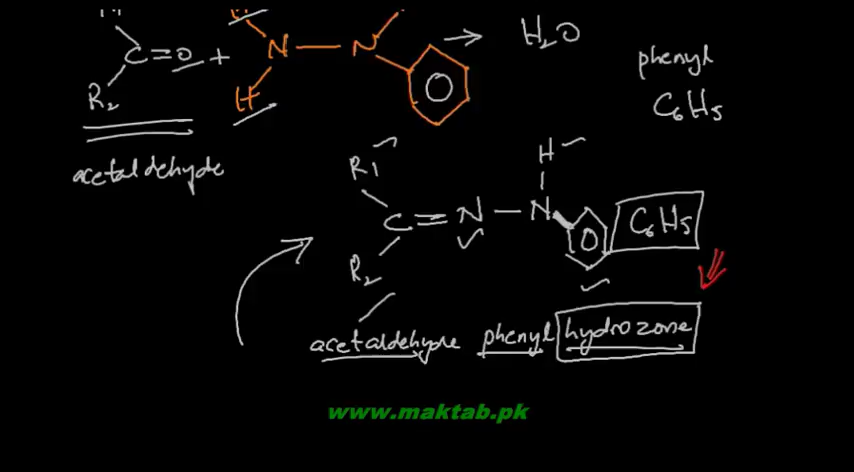 H
C=O + N — N → H2O
R2 H
phenyl
C6H5
acetaldehyde
R1 H
C = N — N C6H5
R2
acetaldehyde phenyl hydrozone
www.maktab.pk